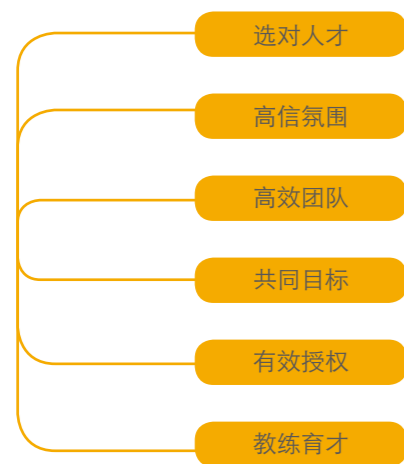 选对人才
高信氛围
高效团队
共同目标
有效授权
教练育才